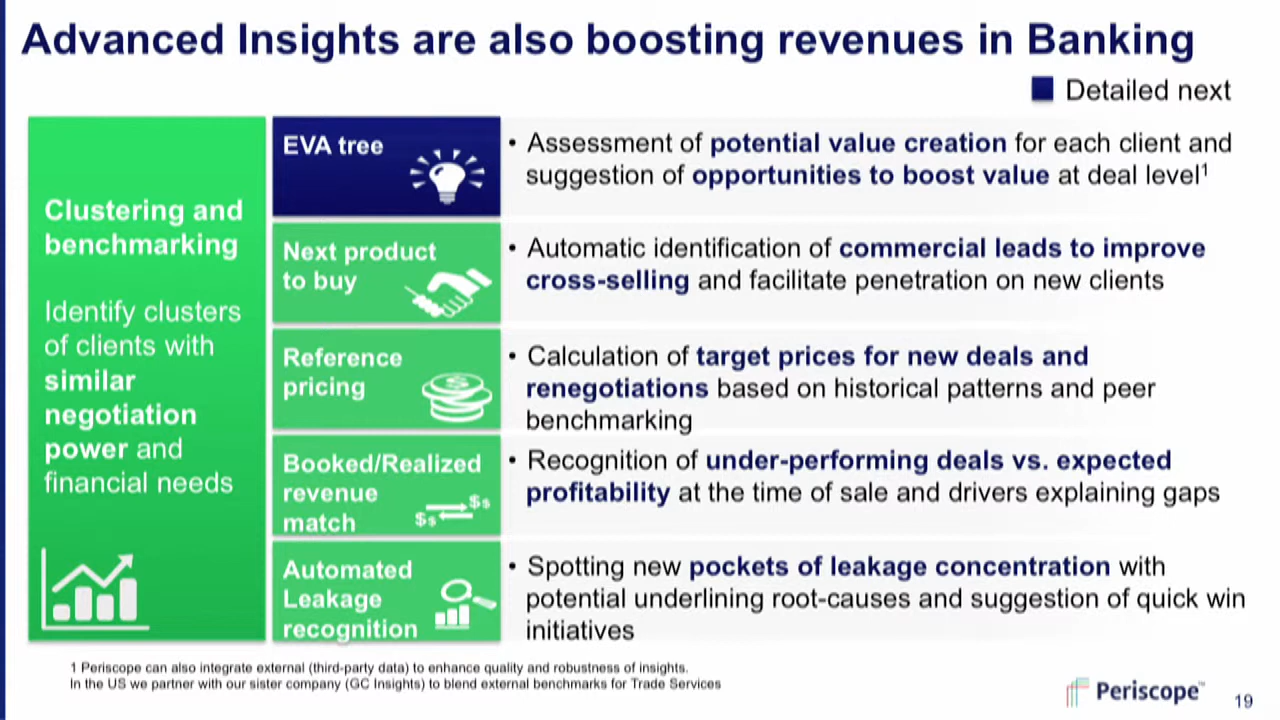 Advanced Insights are also boosting revenues in Banking
Detailed next
Clustering and
benchmarking
Identify clusters
of clients with
similar
negotiation
power and
financial needs
EVA tree
• Assessment of potential value creation for each client and
suggestion of opportunities to boost value at deal level¹
Next product
to buy
• Automatic identification of commercial leads to improve
cross-selling and facilitate penetration on new clients
Reference
pricing
$
• Calculation of target prices for new deals and
renegotiations based on historical patterns and peer
benchmarking
Booked/Realized
revenue
match
$$
$$
• Recognition of under-performing deals vs. expected
profitability at the time of sale and drivers explaining gaps
Automated
Leakage
recognition
• Spotting new pockets of leakage concentration with
potential underlining root-causes and suggestion of quick win
initiatives
1 Periscope can also integrate external (third-party data) to enhance quality and robustness of insights.
In the US we partner with our sister company (GC Insights) to blend external benchmarks for Trade Services
Periscope™
19